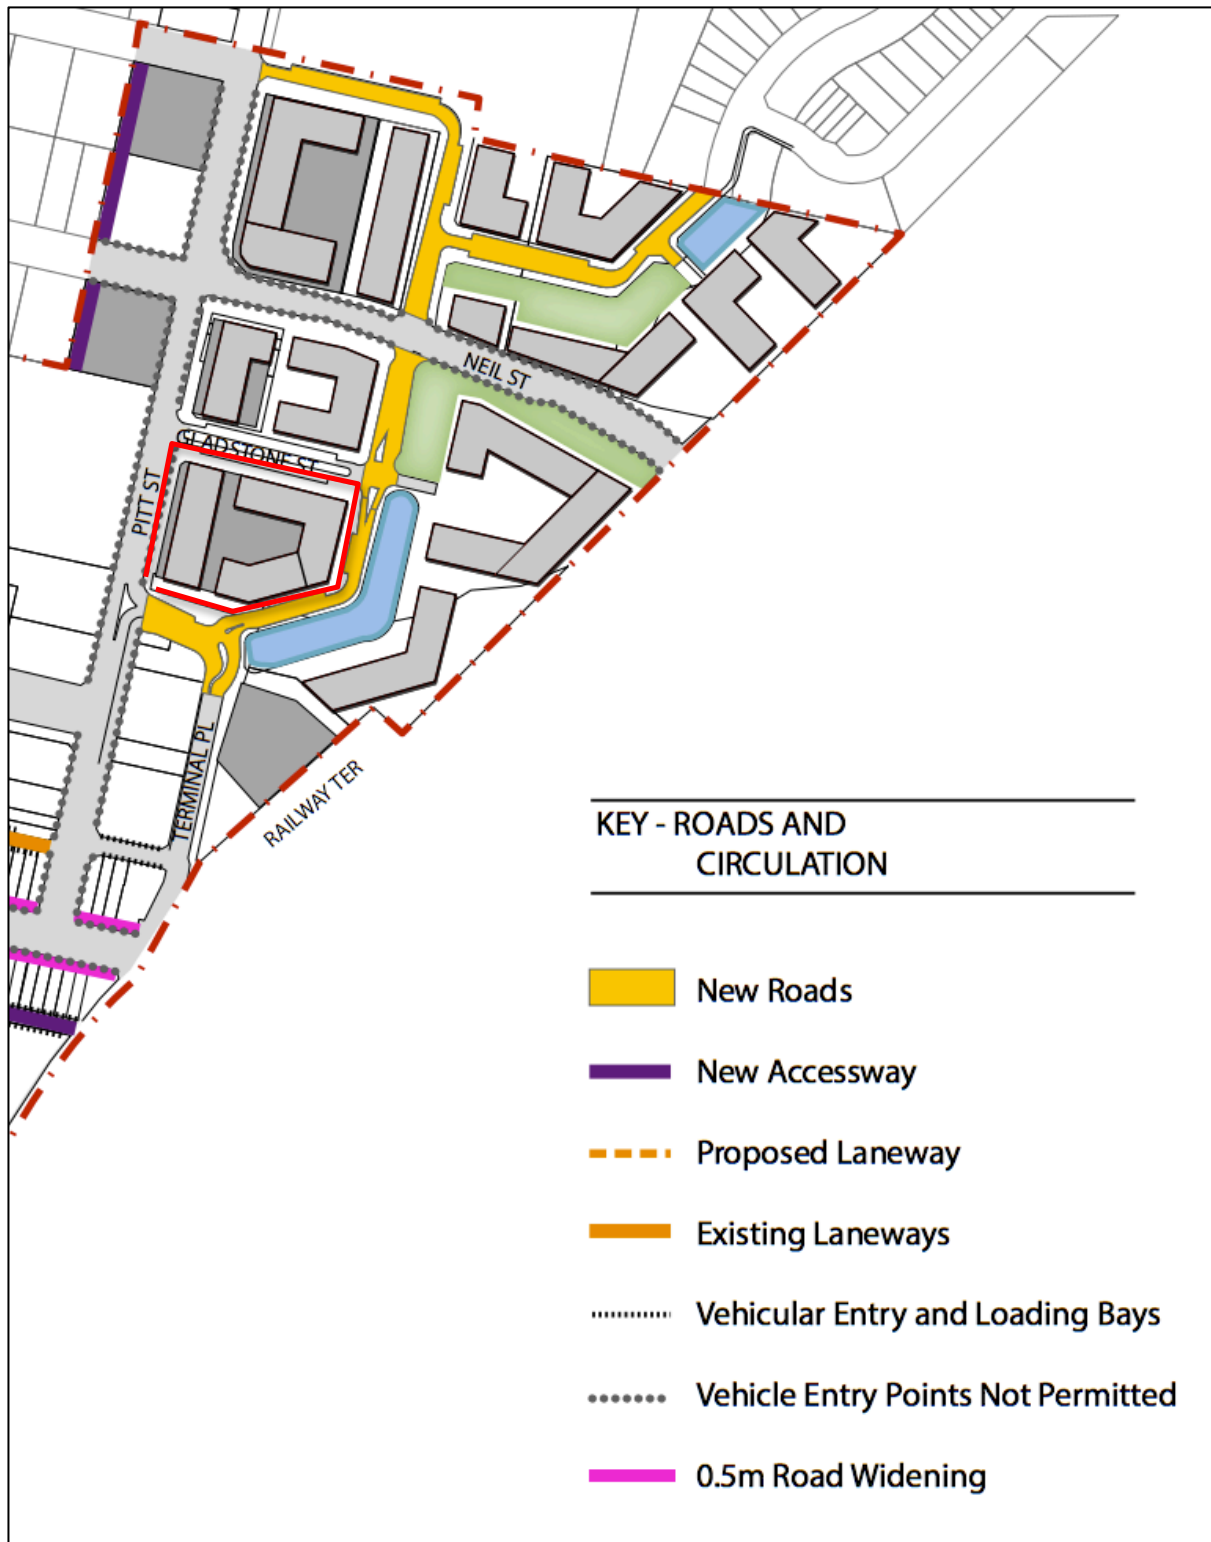 NEIL ST
GLADSTONE ST
PITT ST
TERMINAL PL
RAILWAY TER
KEY - ROADS AND
CIRCULATION
New Roads
New Accessway
Proposed Laneway
Existing Laneways
Vehicular Entry and Loading Bays
Vehicle Entry Points Not Permitted
0.5m Road Widening